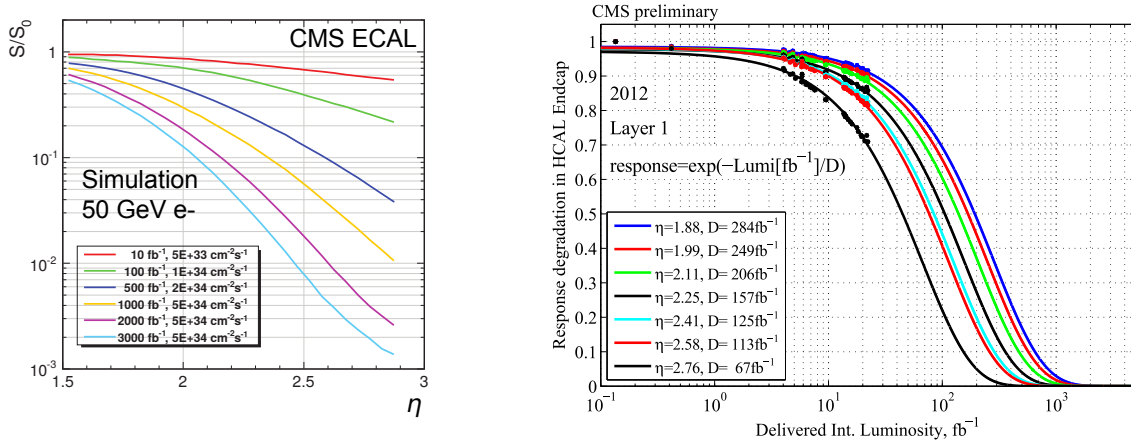 S/S₀
CMS ECAL
1
10⁻¹
10⁻²
10⁻³
Simulation
50 GeV e-
10 fb⁻¹, 5E+33 cm⁻²s⁻¹
100 fb⁻¹, 1E+34 cm⁻²s⁻¹
500 fb⁻¹, 2E+34 cm⁻²s⁻¹
1000 fb⁻¹, 5E+34 cm⁻²s⁻¹
2000 fb⁻¹, 5E+34 cm⁻²s⁻¹
3000 fb⁻¹, 5E+34 cm⁻²s⁻¹
1.5 2 2.5 3
η
CMS preliminary
Response degradation in HCAL Endcap
1
0.9
0.8
0.7
0.6
0.5
0.4
0.3
0.2
0.1
0
2012
Layer 1
response=exp(−Lumi[fb⁻¹]/D)
η=1.88, D= 284fb⁻¹
η=1.99, D= 249fb⁻¹
η=2.11, D= 206fb⁻¹
η=2.25, D= 157fb⁻¹
η=2.41, D= 125fb⁻¹
η=2.58, D= 113fb⁻¹
η=2.76, D= 67fb⁻¹
10⁻¹ 10⁰ 10¹ 10² 10³
Delivered Int. Luminosity, fb⁻¹